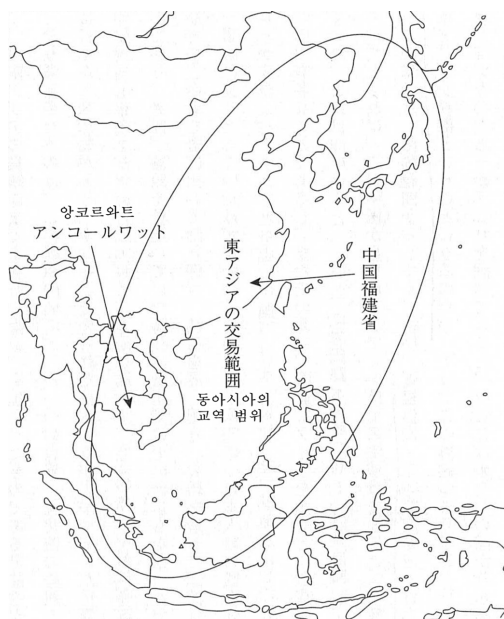 앙코르와트
アンコールワット
東アジアの交易範囲
동아시아의
교역 범위
中国福建省